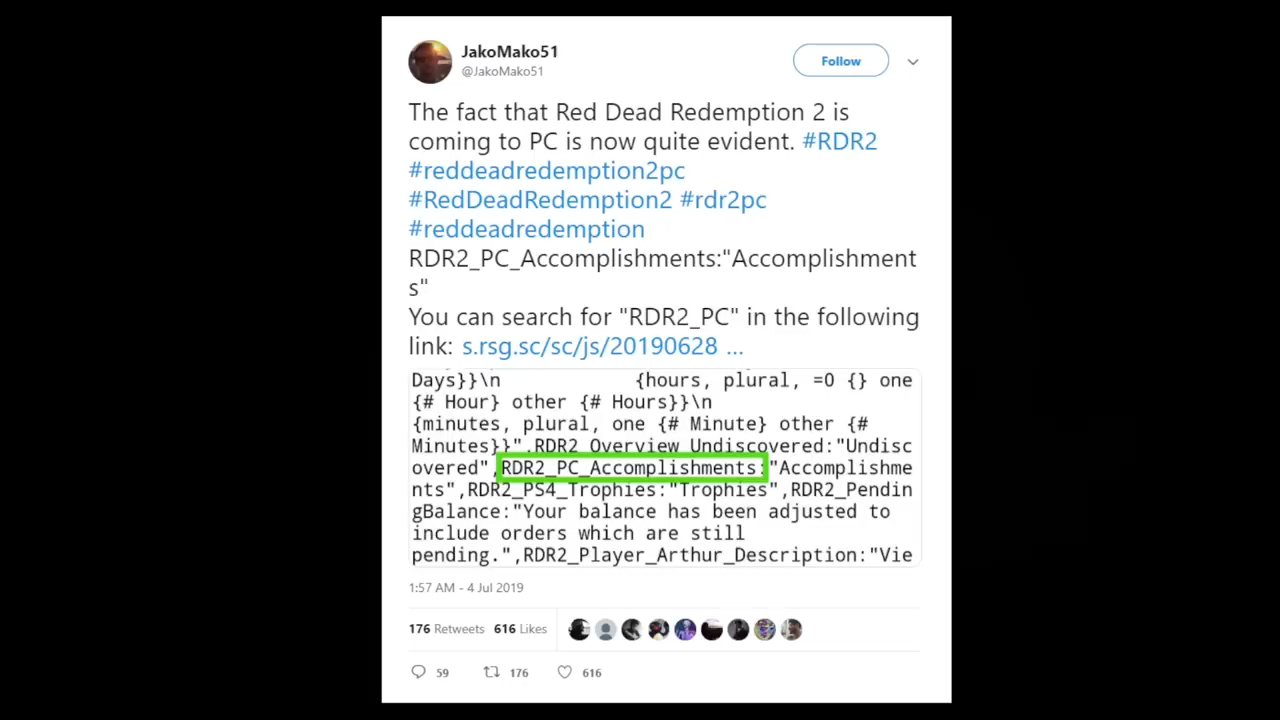 JakoMako51
@JakoMako51
Follow
The fact that Red Dead Redemption 2 is
coming to PC is now quite evident. #RDR2
#reddeadredemption2pc
#RedDeadRedemption2 #rdr2pc
#reddeadredemption
RDR2_PC_Accomplishments:"Accomplishment
s"
You can search for "RDR2_PC" in the following
link: s.rsg.sc/sc/js/20190628 ...
Days}}\n {hours, plural, =0 {} one
{# Hour} other {# Hours}}\n
{minutes, plural, one {# Minute} other {#
Minutes}}",RDR2_Overview_Undiscovered:"Undisc
overed",RDR2_PC_Accomplishments:"Accomplishme
nts",RDR2_PS4_Trophies:"Trophies",RDR2_Pendin
gBalance:"Your balance has been adjusted to
include orders which are still
pending.",RDR2_Player_Arthur_Description:"Vie
1:57 AM - 4 Jul 2019
176 Retweets 616 Likes
59 176 616